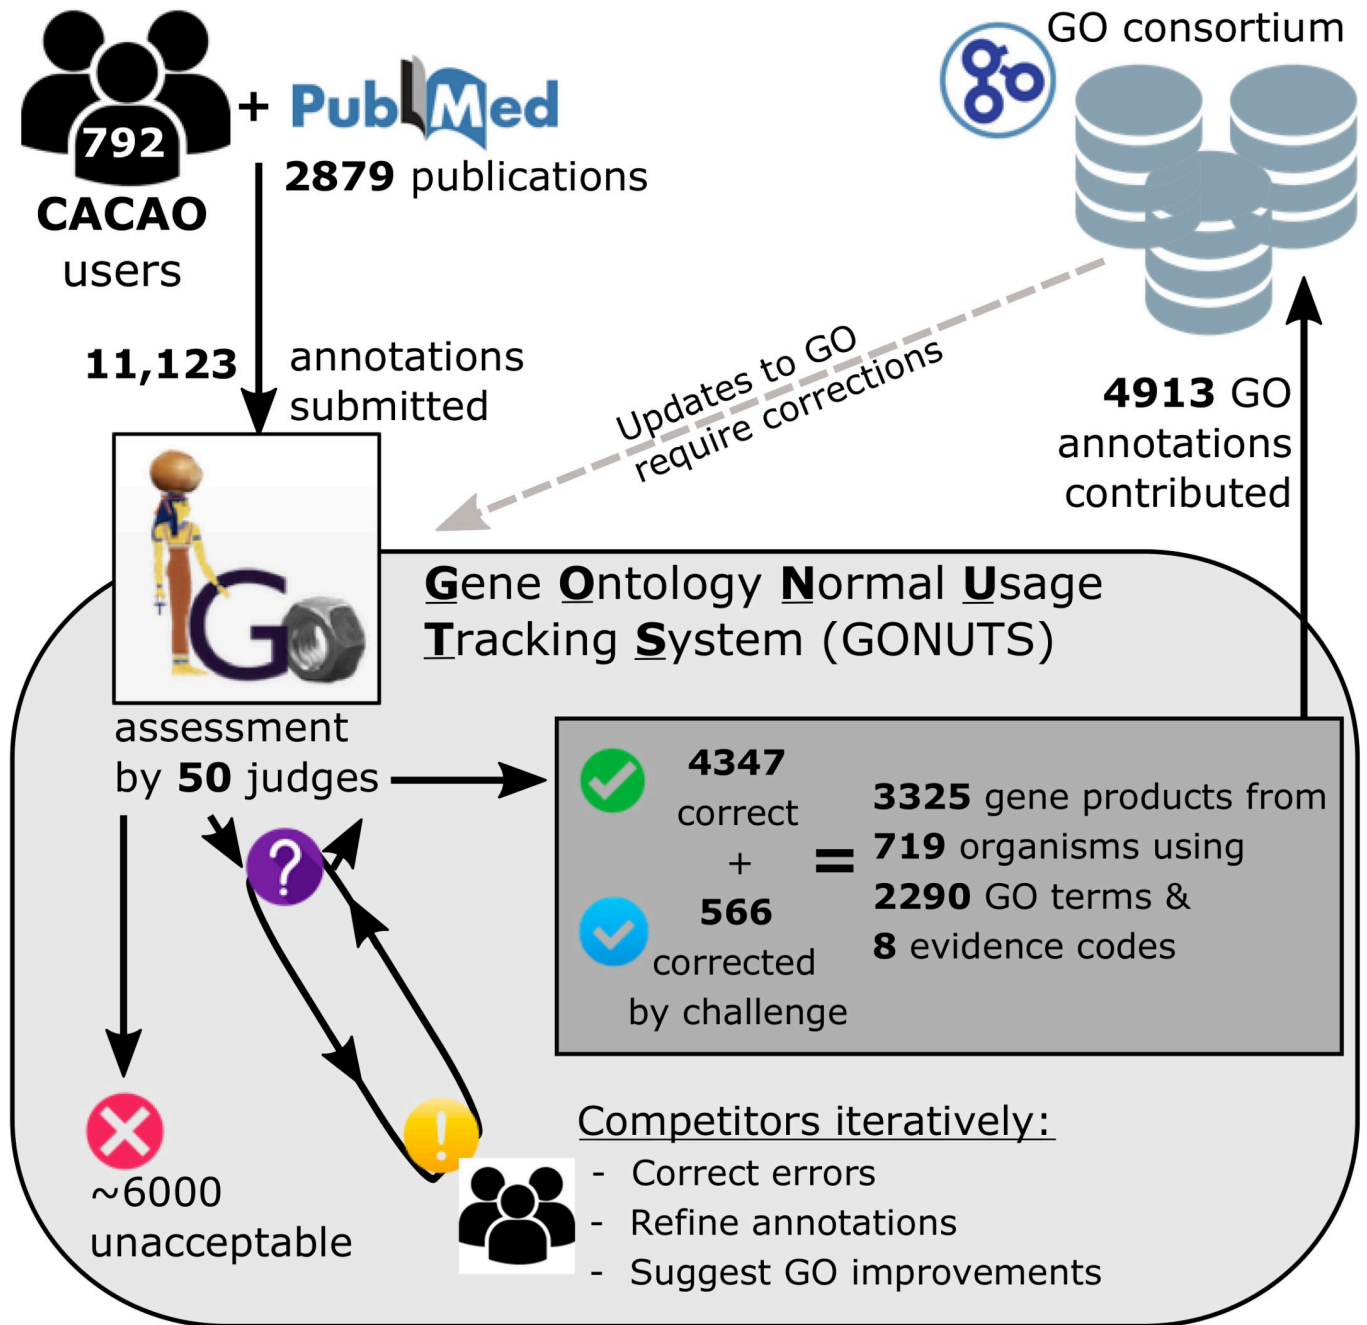 792
CACAO
users
+
PubMed
2879 publications
GO consortium
11,123
annotations
submitted
Updates to GO
require corrections
4913 GO
annotations
contributed
G
Gene Ontology Normal Usage
Tracking System (GONUTS)
assessment
by 50 judges
?
4347
correct
+
566
corrected
by challenge
=
3325 gene products from
719 organisms using
2290 GO terms &
8 evidence codes
!
~6000
unacceptable
Competitors iteratively:
- Correct errors
- Refine annotations
- Suggest GO improvements